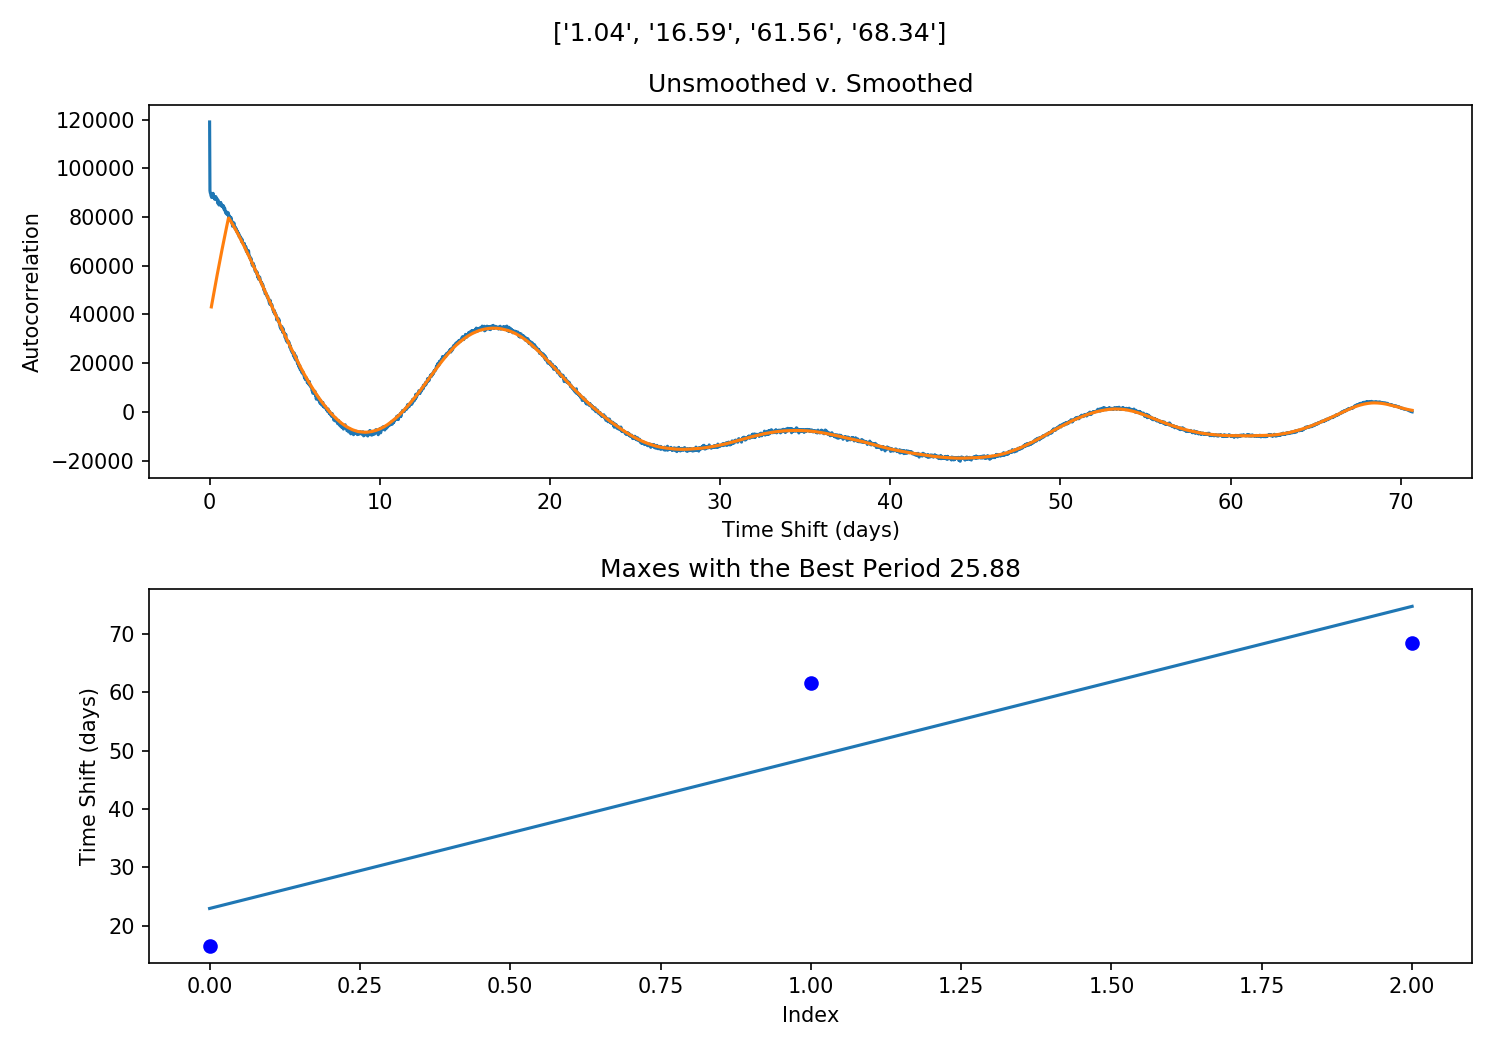 ['1.04', '16.59', '61.56', '68.34']
Unsmoothed v. Smoothed
120000
100000
80000
60000
40000
20000
0
−20000
Autocorrelation
0 10 20 30 40 50 60 70
Time Shift (days)
Maxes with the Best Period 25.88
70
60
50
40
30
20
Time Shift (days)
0.00 0.25 0.50 0.75 1.00 1.25 1.50 1.75 2.00
Index